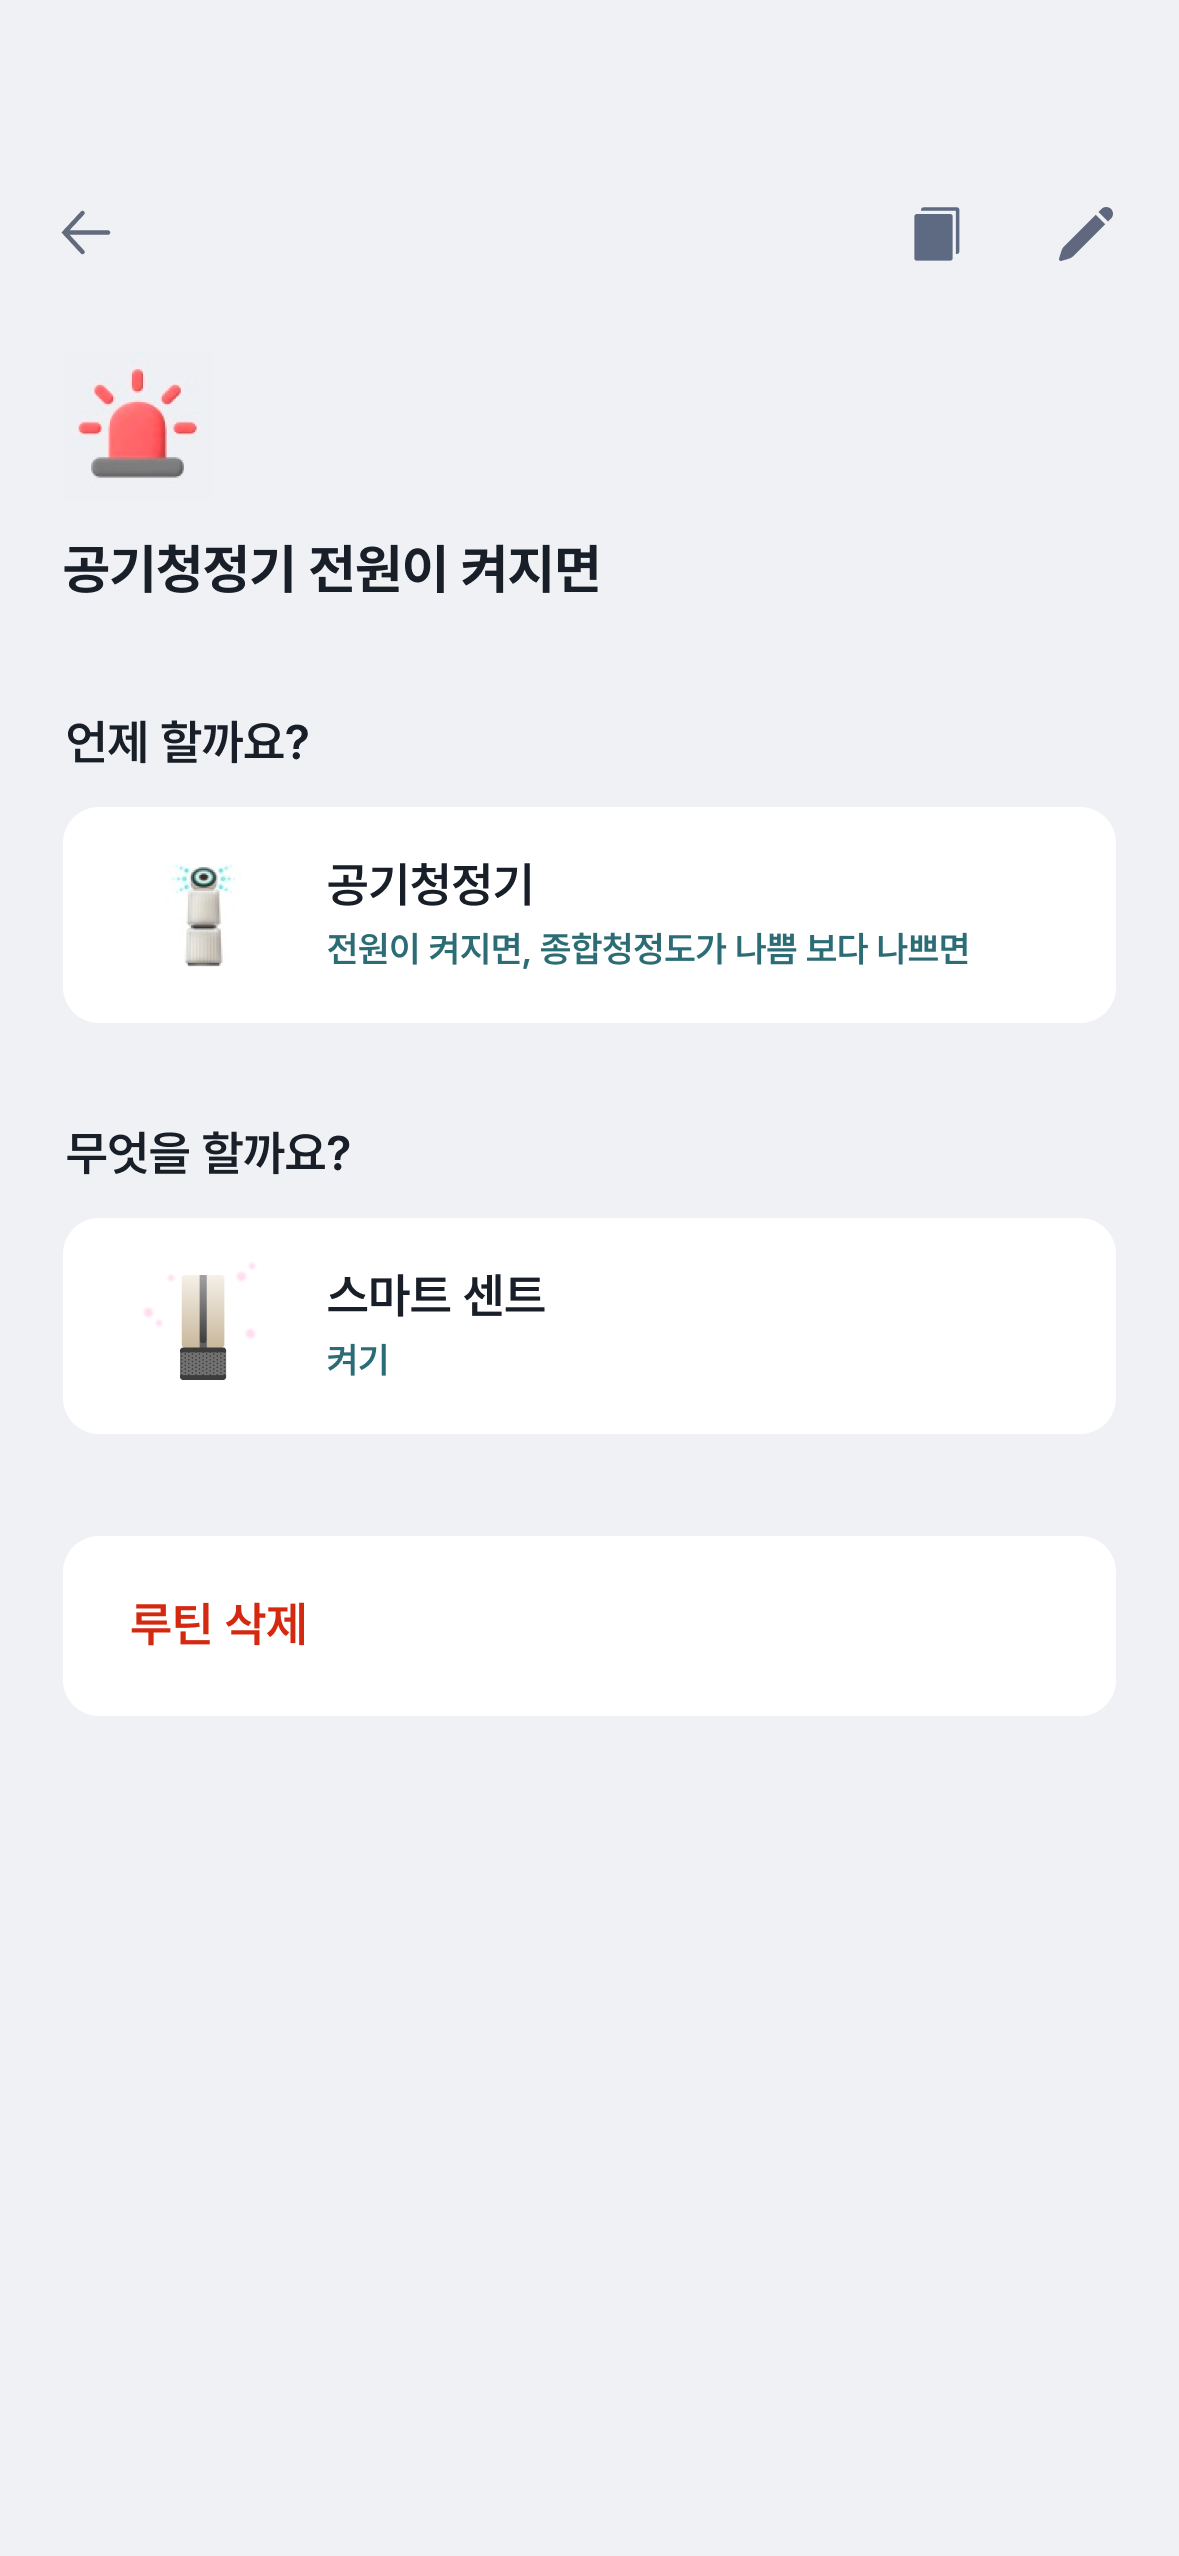 공기청정기 전원이 켜지면
언제 할까요?
공기청정기
전원이 켜지면, 종합청정도가 나쁨 보다 나쁘면
무엇을 할까요?
스마트 센트
켜기
루틴 삭제